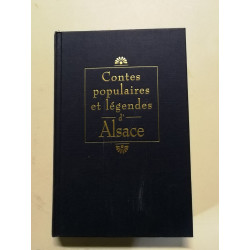 Contes
populaires
et légendes
d'
Alsace